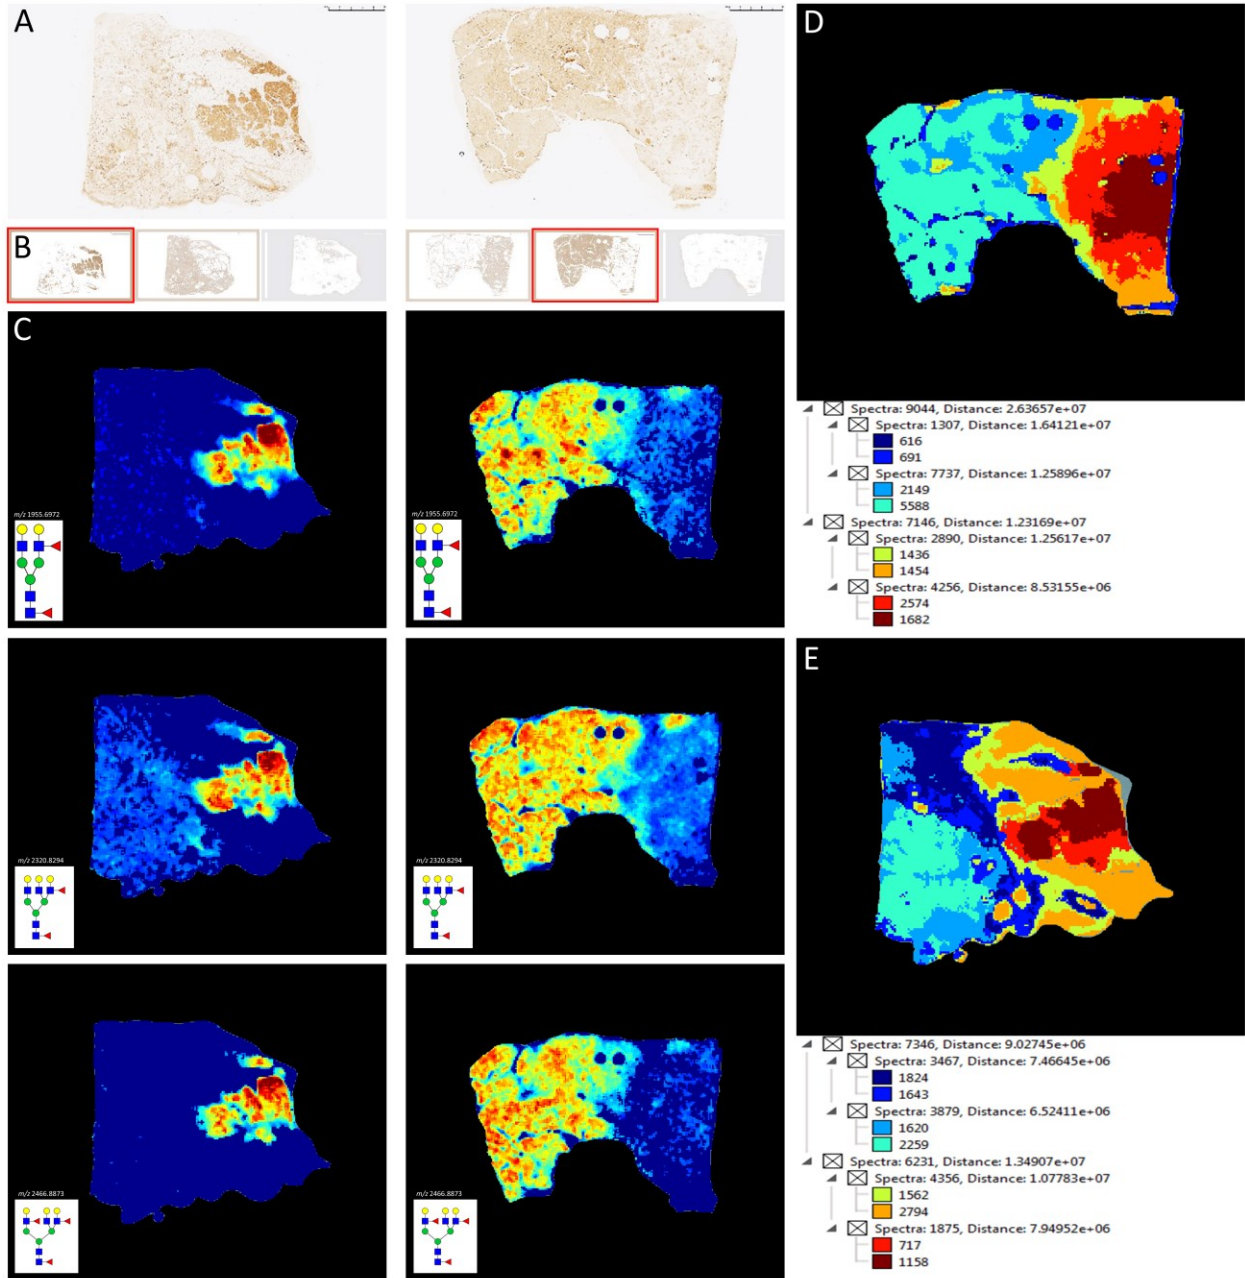 A
B
C
m/z 1955.6972
m/z 1955.6972
m/z 2320.8294
m/z 2320.8294
m/z 2466.8873
m/z 2466.8873
D
Spectra: 9044, Distance: 2.63657e+07
Spectra: 1307, Distance: 1.64121e+07
616
691
Spectra: 7737, Distance: 1.25896e+07
2149
5588
Spectra: 7146, Distance: 1.23169e+07
Spectra: 2890, Distance: 1.25617e+07
1436
1454
Spectra: 4256, Distance: 8.53155e+06
2574
1682
E
Spectra: 7346, Distance: 9.02745e+06
Spectra: 3467, Distance: 7.46645e+06
1824
1643
Spectra: 3879, Distance: 6.52411e+06
1620
2259
Spectra: 6231, Distance: 1.34907e+07
Spectra: 4356, Distance: 1.07783e+07
1562
2794
Spectra: 1875, Distance: 7.94952e+06
717
1158